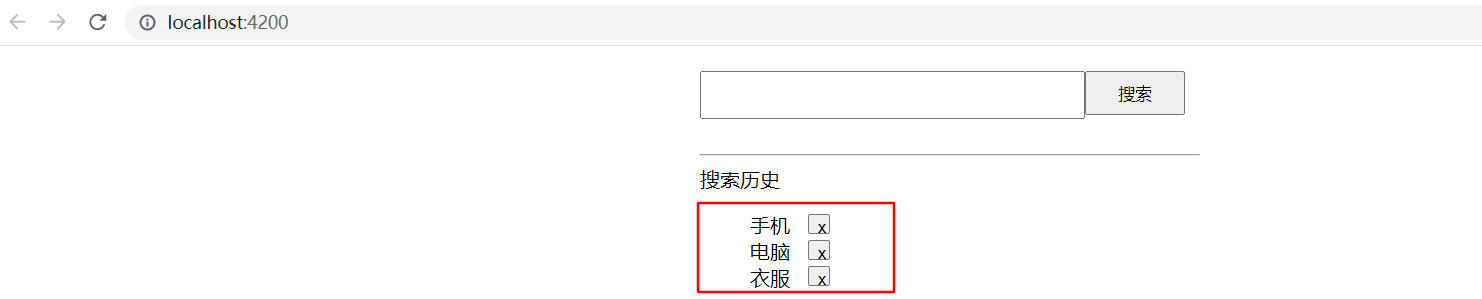 localhost:4200
搜索
搜索历史
手机 x
电脑 x
衣服 x